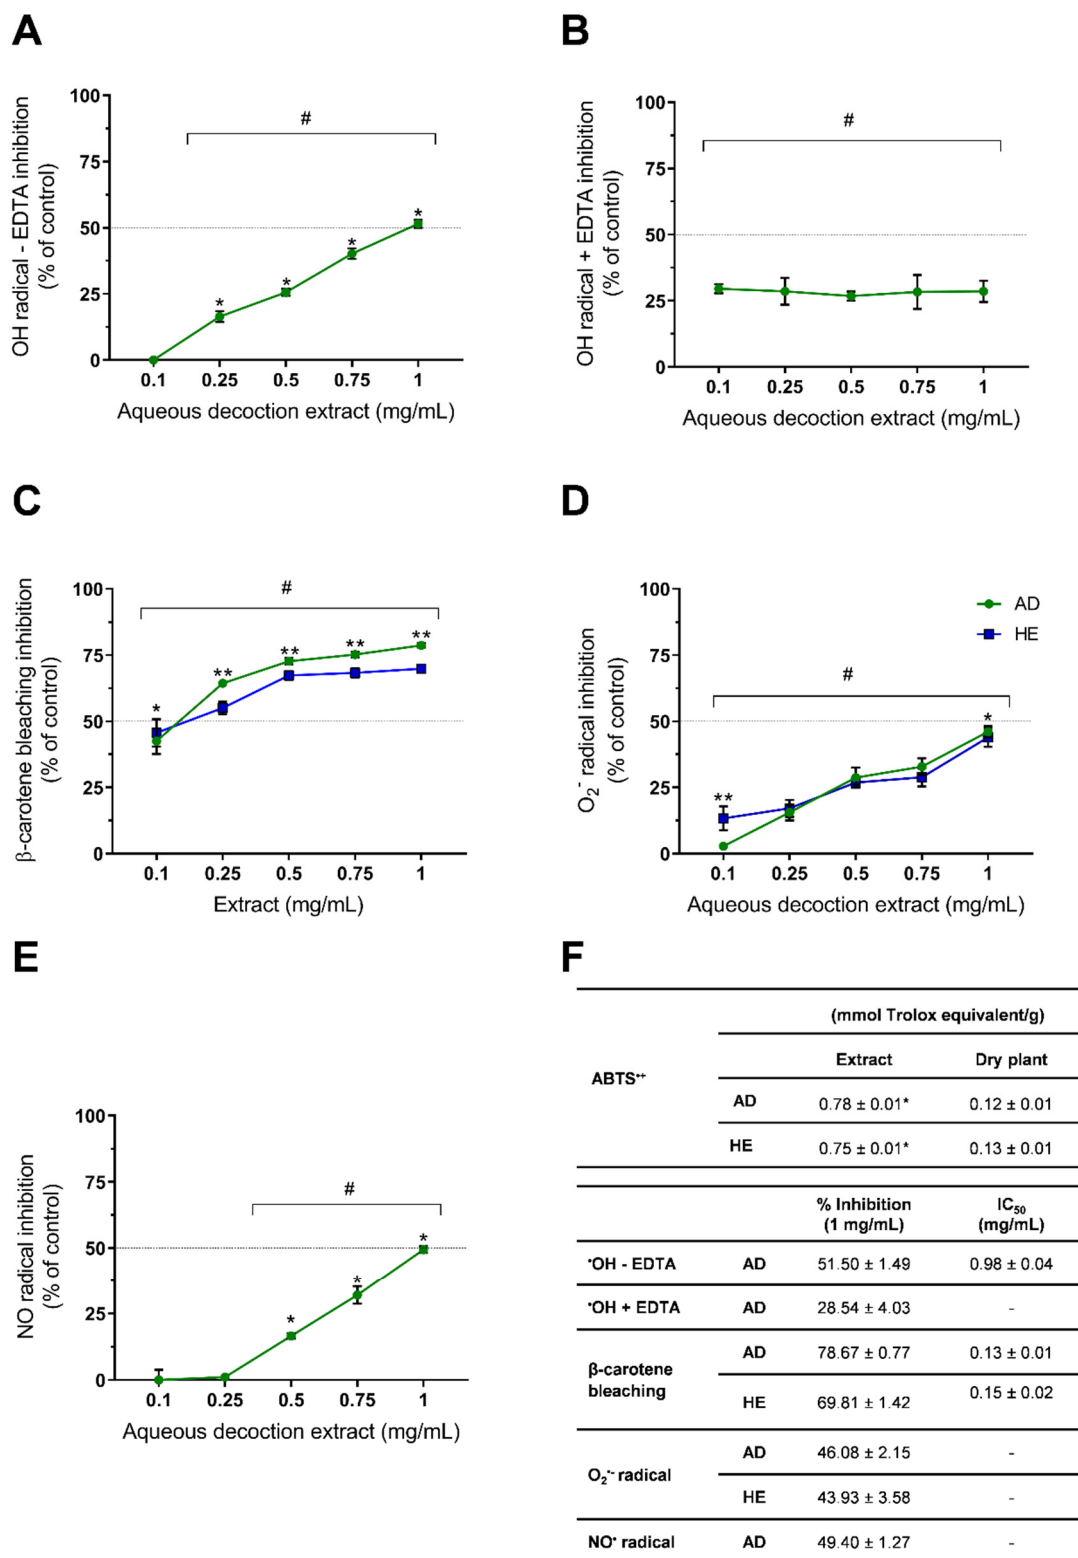 A
OH radical - EDTA inhibition
(% of control)
100
75
50
25
0
#
*
*
*
*
0.1 0.25 0.5 0.75 1
Aqueous decoction extract (mg/mL)
B
OH radical + EDTA inhibition
(% of control)
100
75
50
25
0
#
0.1 0.25 0.5 0.75 1
Aqueous decoction extract (mg/mL)
C
β-carotene bleaching inhibition
(% of control)
100
75
50
25
0
#
* ** ** ** **
0.1 0.25 0.5 0.75 1
Extract (mg/mL)
D
O₂⁻ radical inhibition
(% of control)
100
75
50
25
0
AD
HE
#
** *
0.1 0.25 0.5 0.75 1
Aqueous decoction extract (mg/mL)
E
NO radical inhibition
(% of control)
100
75
50
25
0
#
*
*
*
0.1 0.25 0.5 0.75 1
Aqueous decoction extract (mg/mL)
F
(mmol Trolox equivalent/g)
Extract Dry plant
ABTS•+
AD 0.78 ± 0.01* 0.12 ± 0.01
HE 0.75 ± 0.01* 0.13 ± 0.01
% Inhibition IC₅₀
(1 mg/mL) (mg/mL)
•OH - EDTA AD 51.50 ± 1.49 0.98 ± 0.04
•OH + EDTA AD 28.54 ± 4.03 -
β-carotene
bleaching
AD 78.67 ± 0.77 0.13 ± 0.01
HE 69.81 ± 1.42 0.15 ± 0.02
O₂•- radical
AD 46.08 ± 2.15 -
HE 43.93 ± 3.58 -
NO• radical AD 49.40 ± 1.27 -